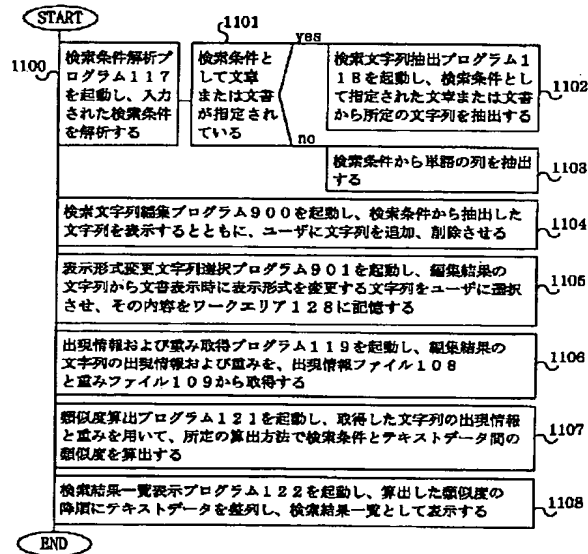 START
1100
検索条件解析プ
ログラム117
を起動し、入力
された検索条件
を解析する
1101
検索条件と
して文章
または文書
が指定され
ている
yes
検索文字列抽出プログラム1
18を起動し、検索条件とし
て指定された文章または文書
から所定の文字列を抽出する
1102
no
検索条件から単語の列を抽出
する
1103
検索文字列編集プログラム900を起動し、検索条件から抽出した
文字列を表示するとともに、ユーザに文字列を追加、削除させる
1104
表示形式変更文字列選択プログラム901を起動し、編集結果の
文字列から文書表示時に表示形式を変更する文字列をユーザに選択
させ、その内容をワークエリア128に記憶する
1105
出現情報および重み取得プログラム119を起動し、編集結果の
文字列の出現情報および重みを、出現情報ファイル108
と重みファイル109から取得する
1106
類似度算出プログラム121を起動し、取得した文字列の出現情報
と重みを用いて、所定の算出方法で検索条件とテキストデータ間の
類似度を算出する
1107
検索結果一覧表示プログラム122を起動し、算出した類似度の
降順にテキストデータを整列し、検索結果一覧として表示する
1108
END